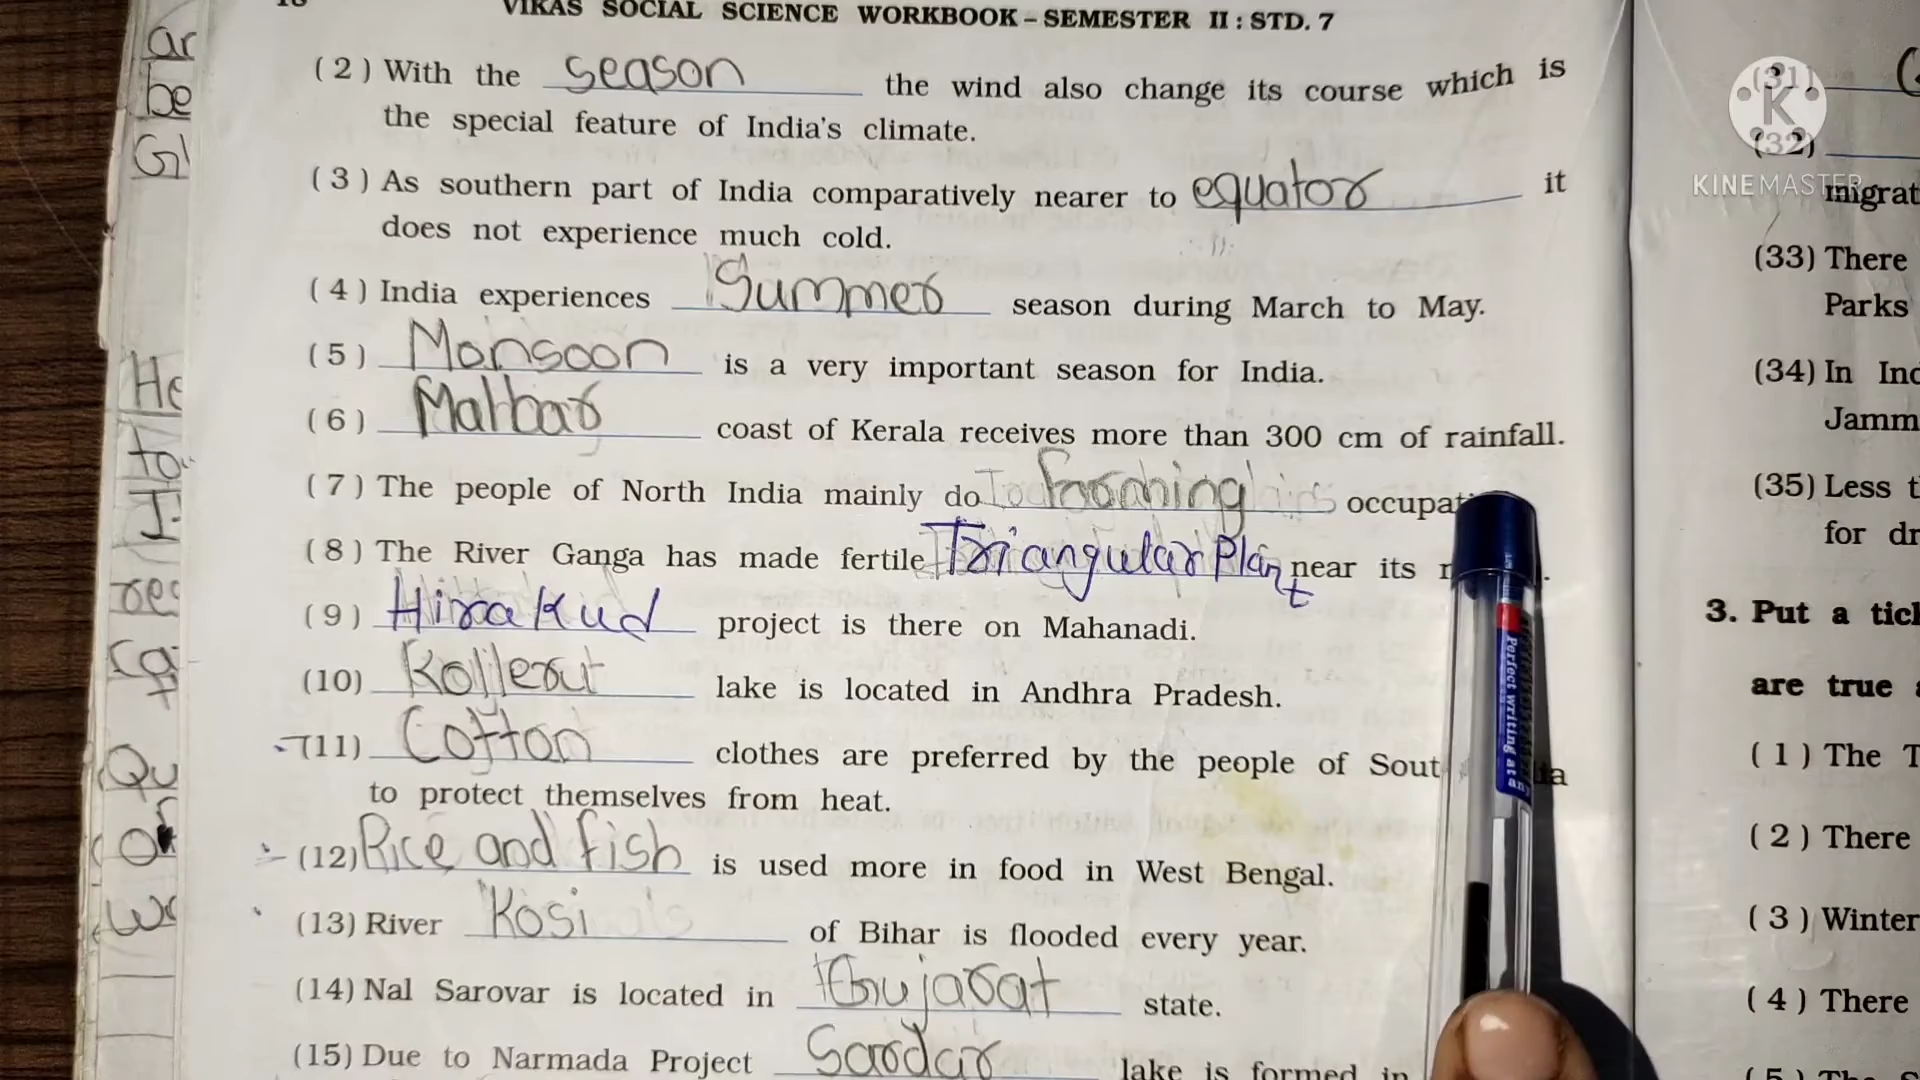 VIKAS SOCIAL SCIENCE WORKBOOK – SEMESTER II : STD. 7
(2) With the season the wind also change its course which is
the special feature of India's climate.
(3) As southern part of India comparatively nearer to equator it
does not experience much cold.
(4) India experiences Summer season during March to May.
(5) Monsoon is a very important season for India.
(6) Malbar coast of Kerala receives more than 300 cm of rainfall.
(7) The people of North India mainly do
(8) The River Ganga has made fertile Triangular Plant near its
(9) Hirakud project is there on Mahanadi.
(10) Kollerut lake is located in Andhra Pradesh.
(11) Cotton clothes are preferred by the people of
to protect themselves from heat.
(12) Rice and fish is used more in food in West Bengal.
(13) River Kosi of Bihar is flooded every year.
(14) Nal Sarovar is located in Gujarat state.
(15) Due to Narmada Project Sardar lake is formed in
ar
be
Qu
(31)
(32)
KINEMASTER
migrat
(33) There
Parks
(34) In
Jamm
(35) Less
for
3. Put a
are true
(1) The
(2) There
(3) Winter
(4) There